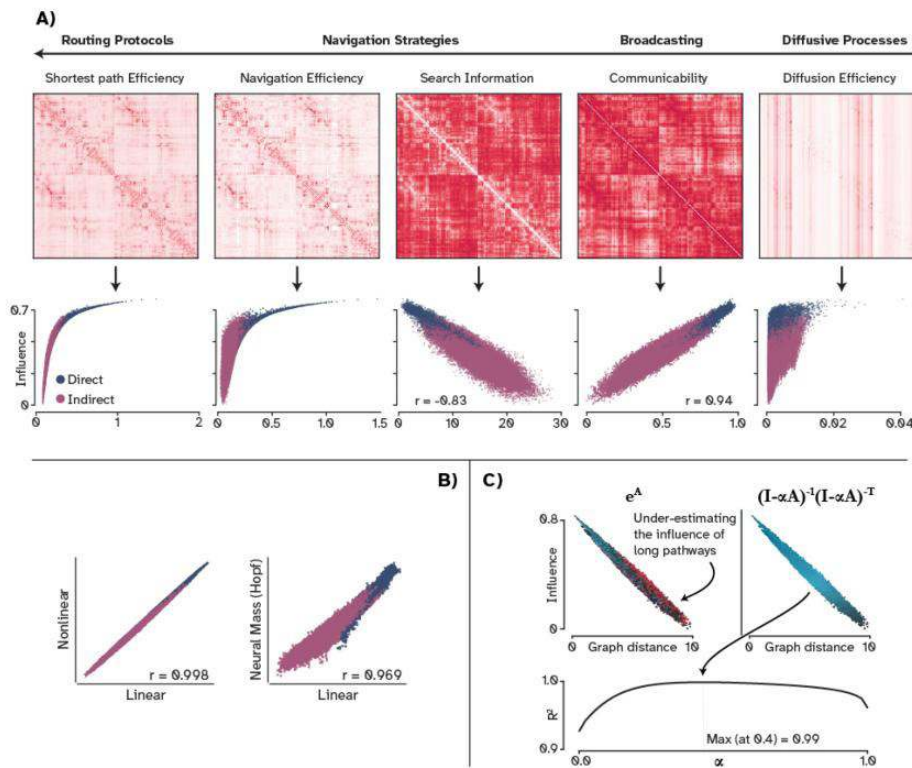 A)
Routing Protocols Navigation Strategies Broadcasting Diffusive Processes
Shortest path Efficiency Navigation Efficiency Search Information Communicability Diffusion Efficiency
0.7
Influence
0
Direct
Indirect
r = -0.83
r = 0.94
0 1 2 0 0.5 1.0 1.5 0 10 20 30 0 0.5 1.0 0 0.02 0.04
B)
Nonlinear
r = 0.998
Linear
Neural Mass (Hopf)
r = 0.969
Linear
C)
e^A
(I-αA)^-1(I-αA)^-T
Under-estimating
the influence of
long pathways
0.8
Influence
0
0 10
Graph distance
0 10
Graph distance
1.0
R²
0.9
Max (at 0.4) = 0.99
0.0 α 1.0